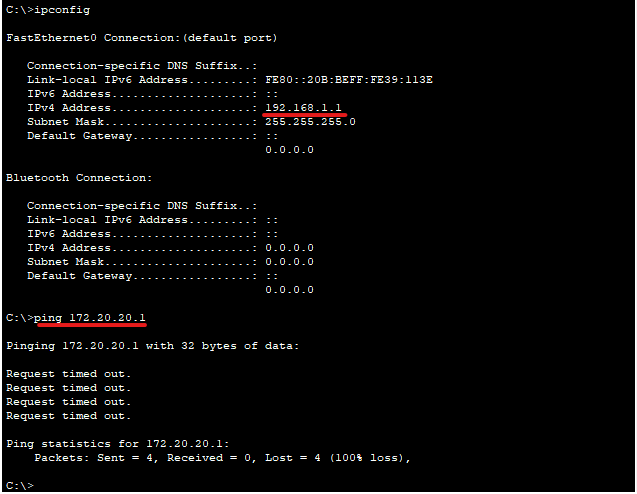 C:\>ipconfig
FastEthernet0 Connection:(default port)
Connection-specific DNS Suffix..:
Link-local IPv6 Address.........: FE80::20B:BEFF:FE39:113E
IPv6 Address....................: ::
IPv4 Address....................: 192.168.1.1
Subnet Mask.....................: 255.255.255.0
Default Gateway.................: ::
0.0.0.0
Bluetooth Connection:
Connection-specific DNS Suffix..:
Link-local IPv6 Address.........: ::
IPv6 Address....................: ::
IPv4 Address....................: 0.0.0.0
Subnet Mask.....................: 0.0.0.0
Default Gateway.................: ::
0.0.0.0
C:\>ping 172.20.20.1
Pinging 172.20.20.1 with 32 bytes of data:
Request timed out.
Request timed out.
Request timed out.
Request timed out.
Ping statistics for 172.20.20.1:
Packets: Sent = 4, Received = 0, Lost = 4 (100% loss),
C:\>